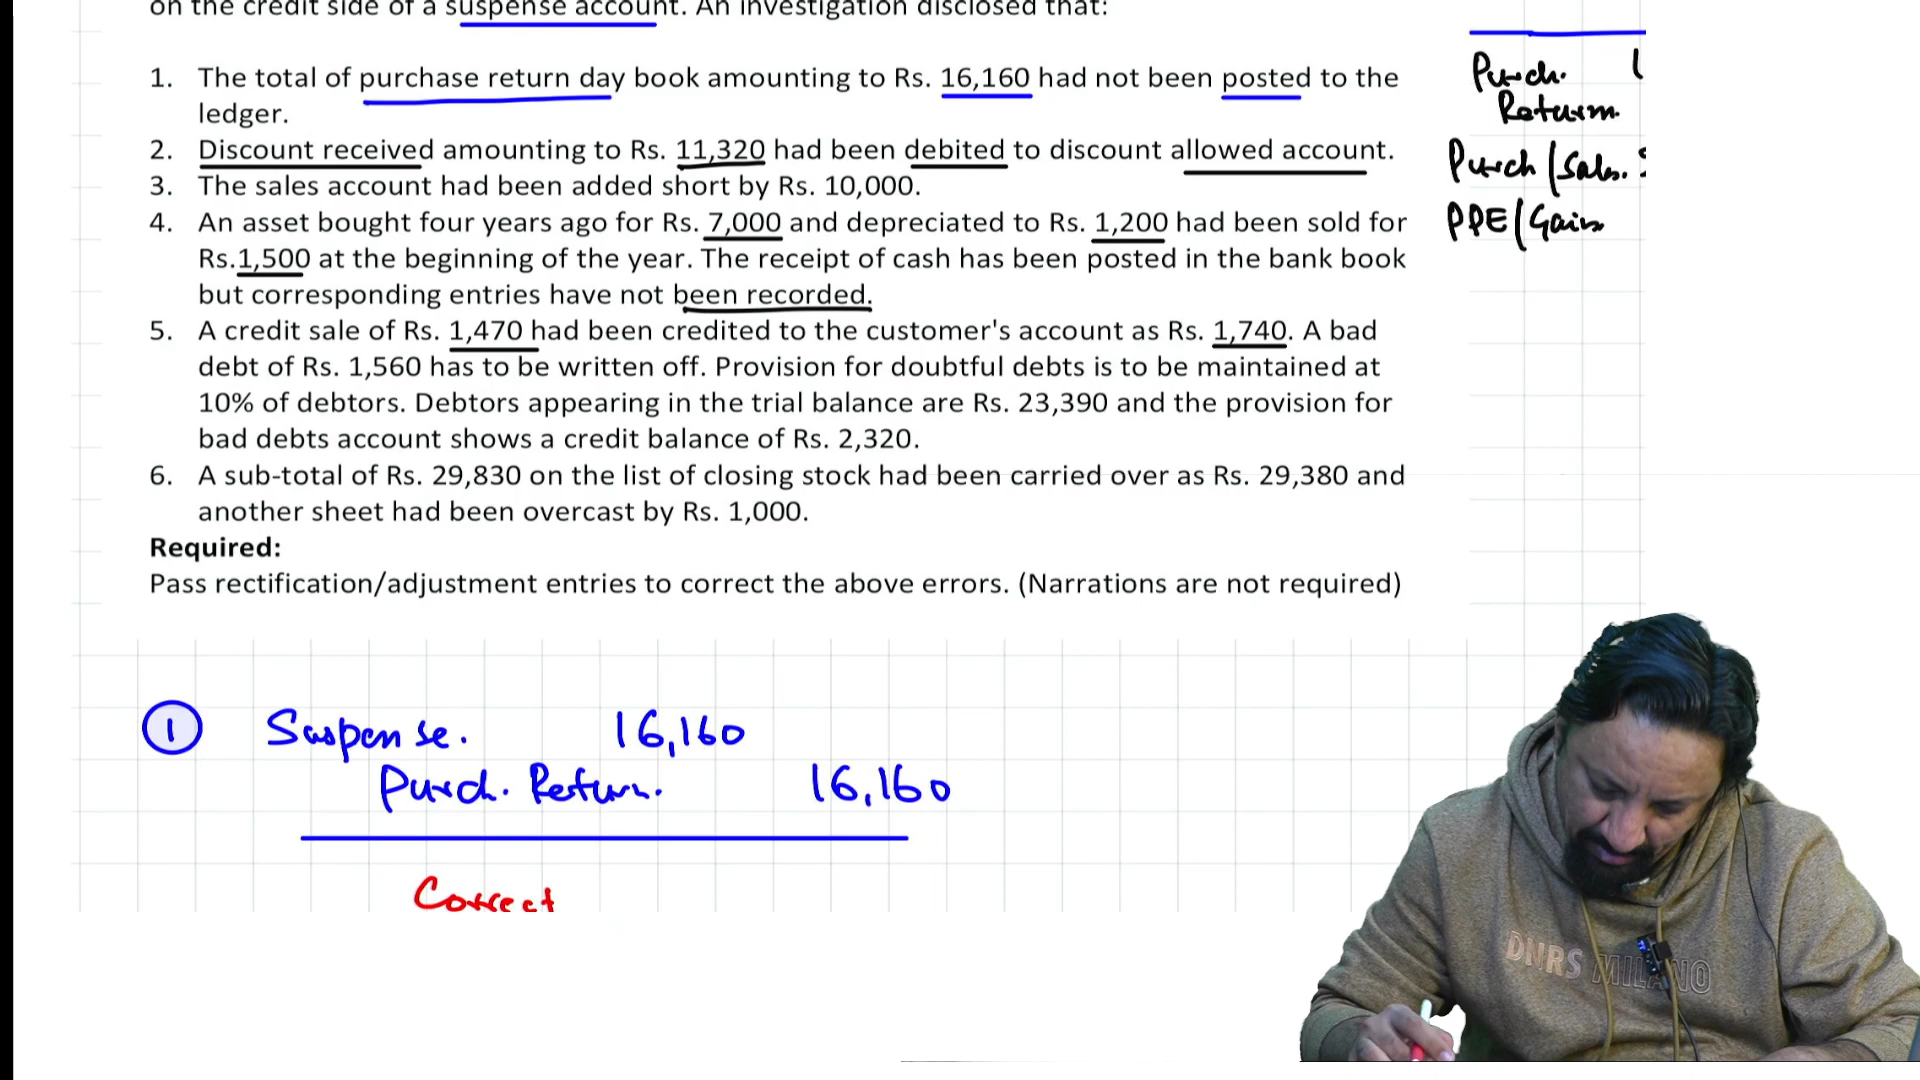 on the credit side of a suspense account. An investigation disclosed that:
1. The total of purchase return day book amounting to Rs. 16,160 had not been posted to the
ledger.
2. Discount received amounting to Rs. 11,320 had been debited to discount allowed account.
3. The sales account had been added short by Rs. 10,000.
4. An asset bought four years ago for Rs. 7,000 and depreciated to Rs. 1,200 had been sold for
Rs.1,500 at the beginning of the year. The receipt of cash has been posted in the bank book
but corresponding entries have not been recorded.
5. A credit sale of Rs. 1,470 had been credited to the customer's account as Rs. 1,740. A bad
debt of Rs. 1,560 has to be written off. Provision for doubtful debts is to be maintained at
10% of debtors. Debtors appearing in the trial balance are Rs. 23,390 and the provision for
bad debts account shows a credit balance of Rs. 2,320.
6. A sub-total of Rs. 29,830 on the list of closing stock had been carried over as Rs. 29,380 and
another sheet had been overcast by Rs. 1,000.
Required:
Pass rectification/adjustment entries to correct the above errors. (Narrations are not required)
Purch.
Return.
Purch/Sales.
PPE/Gain
1 Suspense. 16,160
Purch. Return. 16,160
Correct
DNRS MILANO